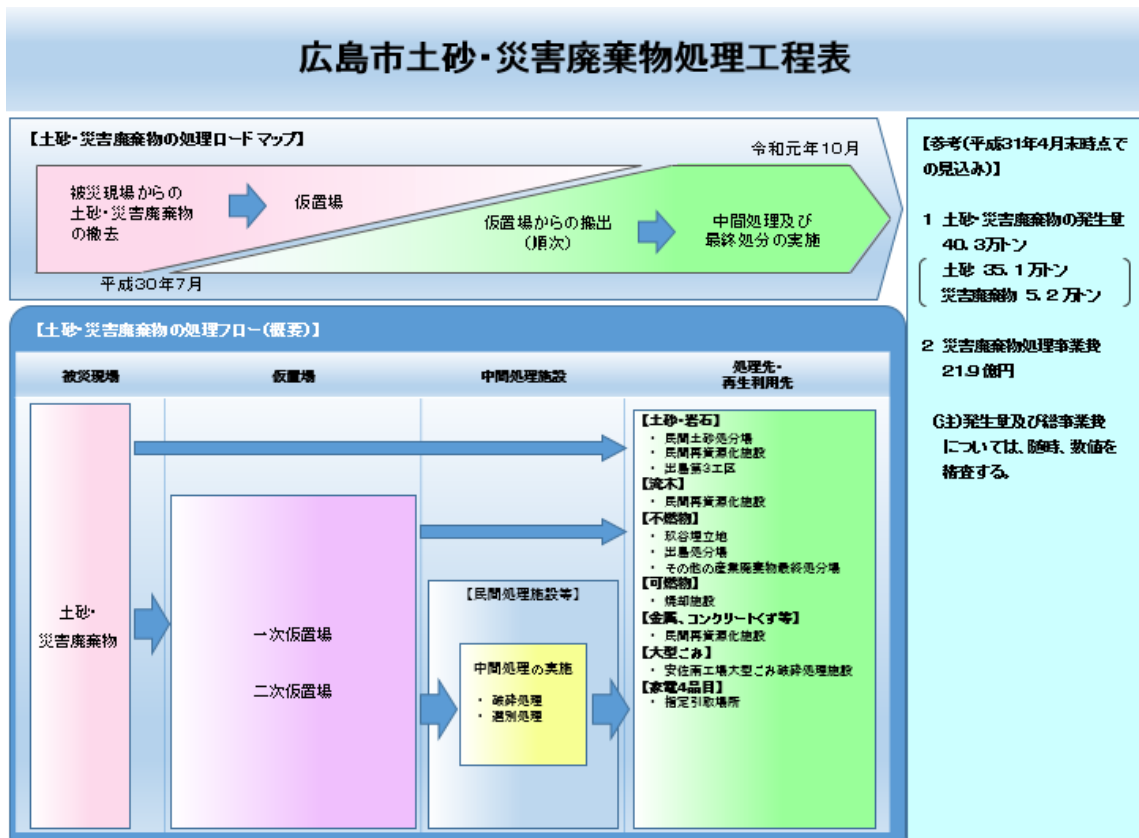 広島市土砂・災害廃棄物処理工程表
【土砂・災害廃棄物の処理ロードマップ】
令和元年10月
被災現場からの
土砂・災害廃棄物
の撤去
仮置場
仮置場からの搬出
(順次)
中間処理及び
最終処分の実施
平成30年7月
【土砂・災害廃棄物の処理フロー(概要)】
被災現場
仮置場
中間処理施設
処理先・
再生利用先
土砂・
災害廃棄物
一次仮置場
二次仮置場
【民間処理施設等】
中間処理の実施
・ 破砕処理
・ 選別処理
【土砂・岩石】
・ 民間土砂処分場
・ 民間再資源化施設
・ 出島第3工区
【流木】
・ 民間再資源化施設
【不燃物】
・ 玖谷埋立地
・ 出島処分場
・ その他の産業廃棄物最終処分場
【可燃物】
・ 焼却施設
【金属、コンクリートくず等】
・ 民間再資源化施設
【大型ごみ】
・ 安佐南工場大型ごみ破砕処理施設
【家電4品目】
・ 指定引取場所
【参考(平成31年4月末時点で
の見込み)】
1 土砂・災害廃棄物の発生量
40.3万トン
土砂 35.1万トン
災害廃棄物 5.2万トン
2 災害廃棄物処理事業費
21.9億円
(注)発生量及び総事業費
については、随時、数値を
精査する。